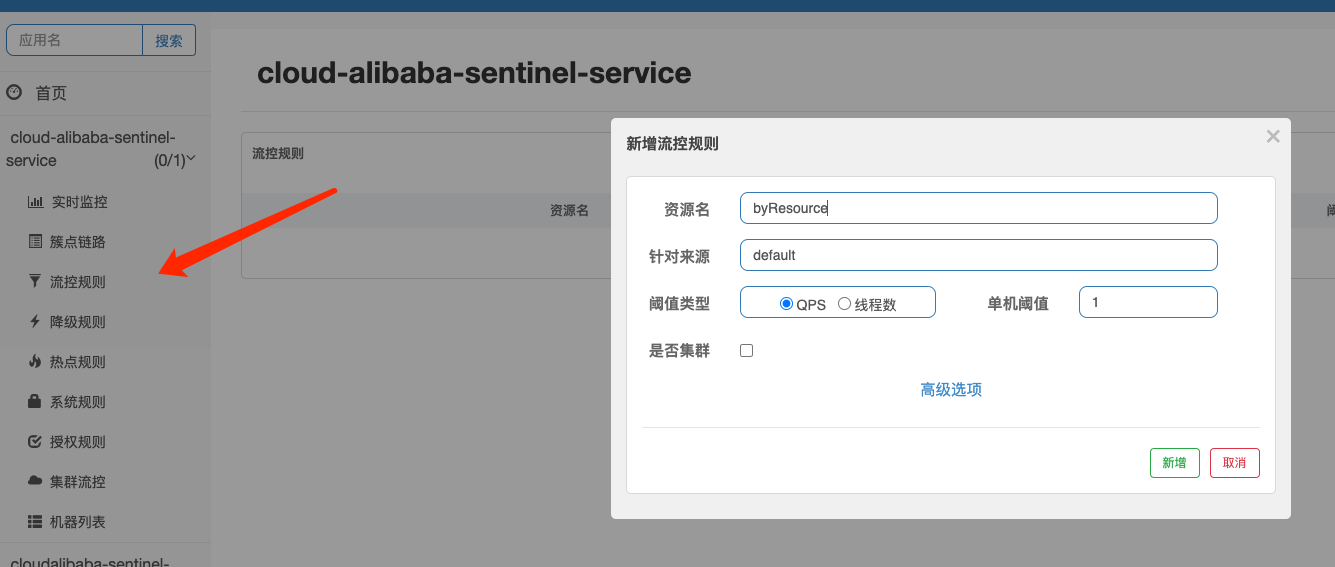 应用名 搜索
首页
cloud-alibaba-sentinel-
service (0/1)
实时监控
簇点链路
流控规则
降级规则
热点规则
系统规则
授权规则
集群流控
机器列表
cloudalibaba-sentinel-
cloud-alibaba-sentinel-service
流控规则
资源名
新增流控规则 ×
资源名 byResource
针对来源 default
阈值类型 QPS 线程数 单机阈值 1
是否集群
高级选项
新增 取消